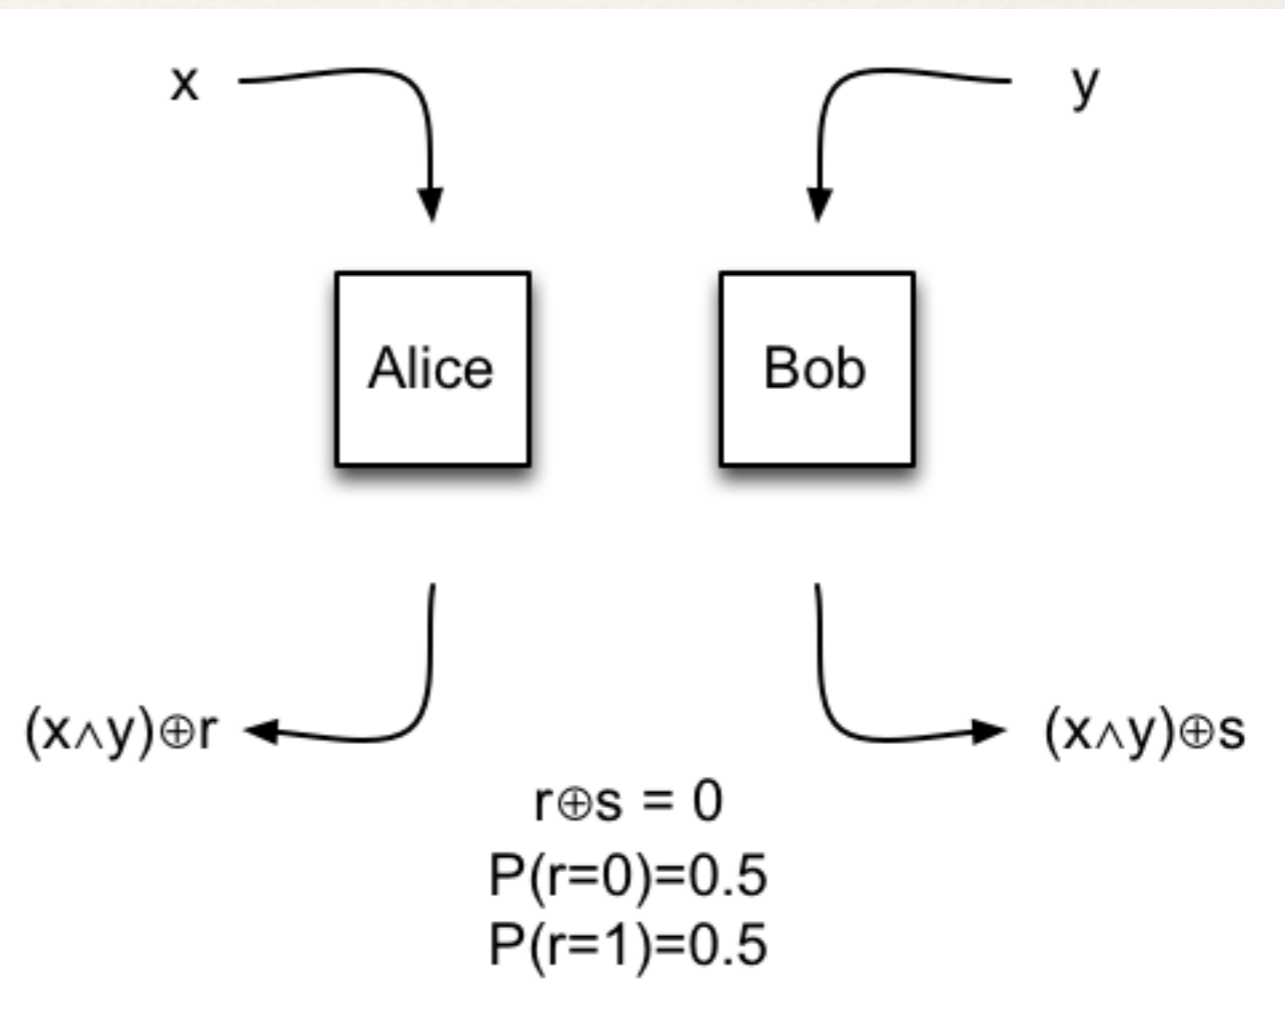 x y
Alice Bob
(x∧y)⊕r (x∧y)⊕s
r⊕s = 0
P(r=0)=0.5
P(r=1)=0.5